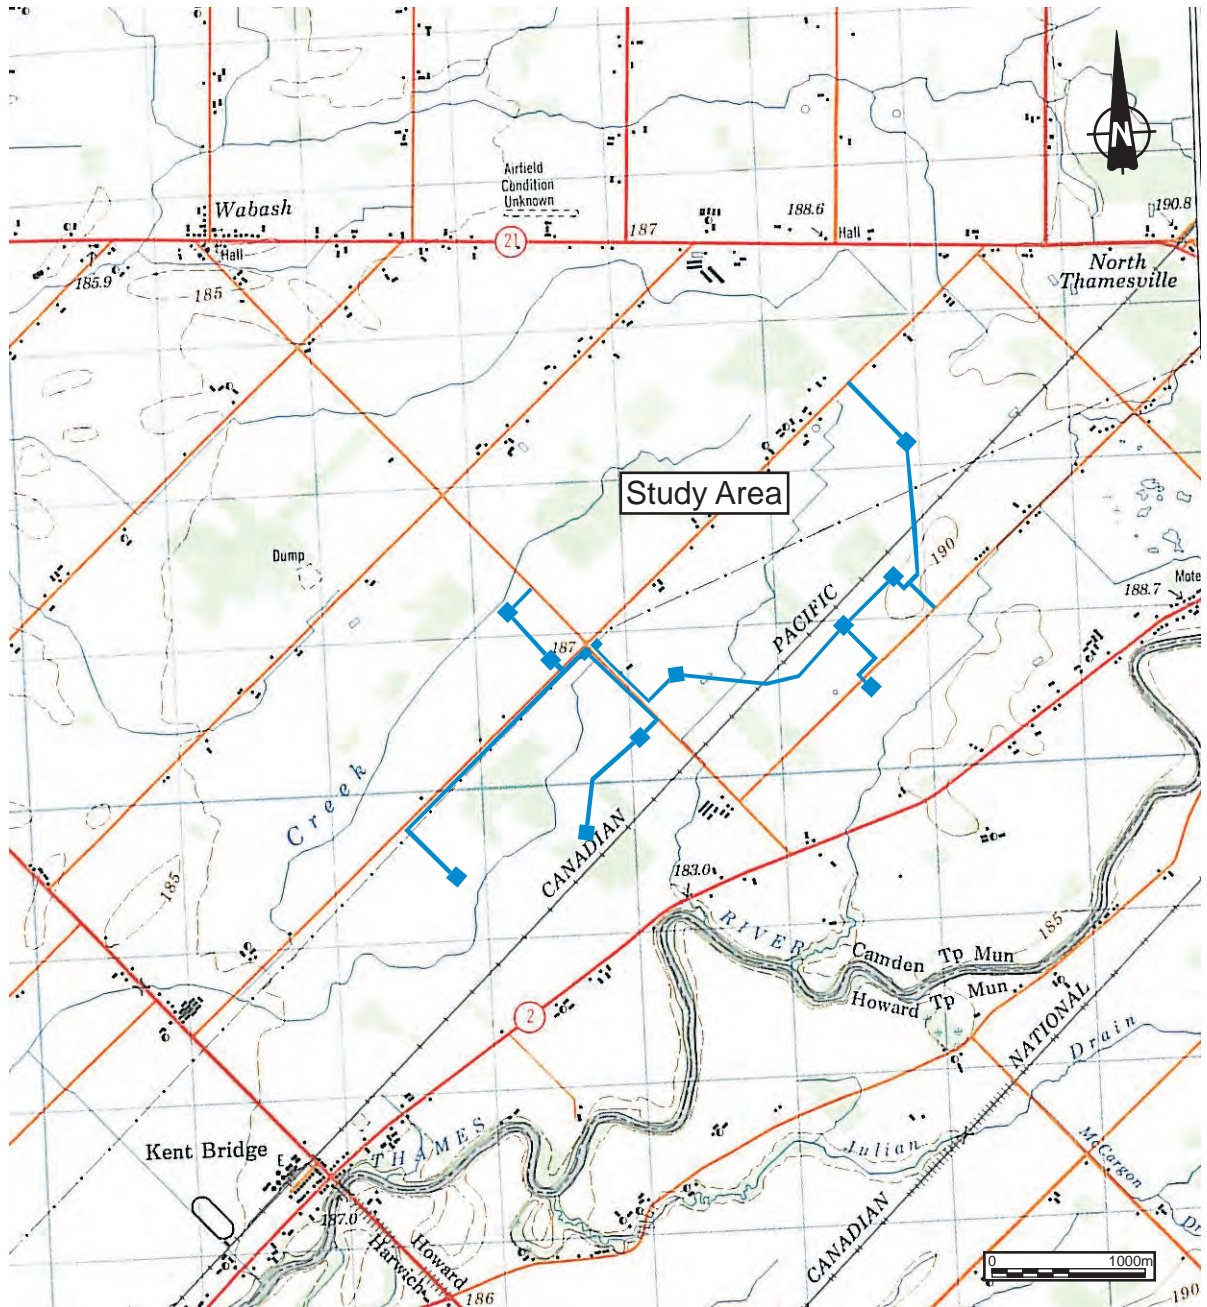 N
Airfield
Condition
Unknown
Wabash
Hall
185.9
185
21
187
188.6
Hall
190.8
North
Thamesville
Study Area
Dump
190
188.7
187
PACIFIC
Creek
CANADIAN
185
183.0
RIVER
Camden Tp Mun
Howard Tp Mun
185
2
NATIONAL
Drain
Kent Bridge
E
THAMES
Julian
McCargon
187.0
Howard
Harwich
CANADIAN
186
0 1000m
190